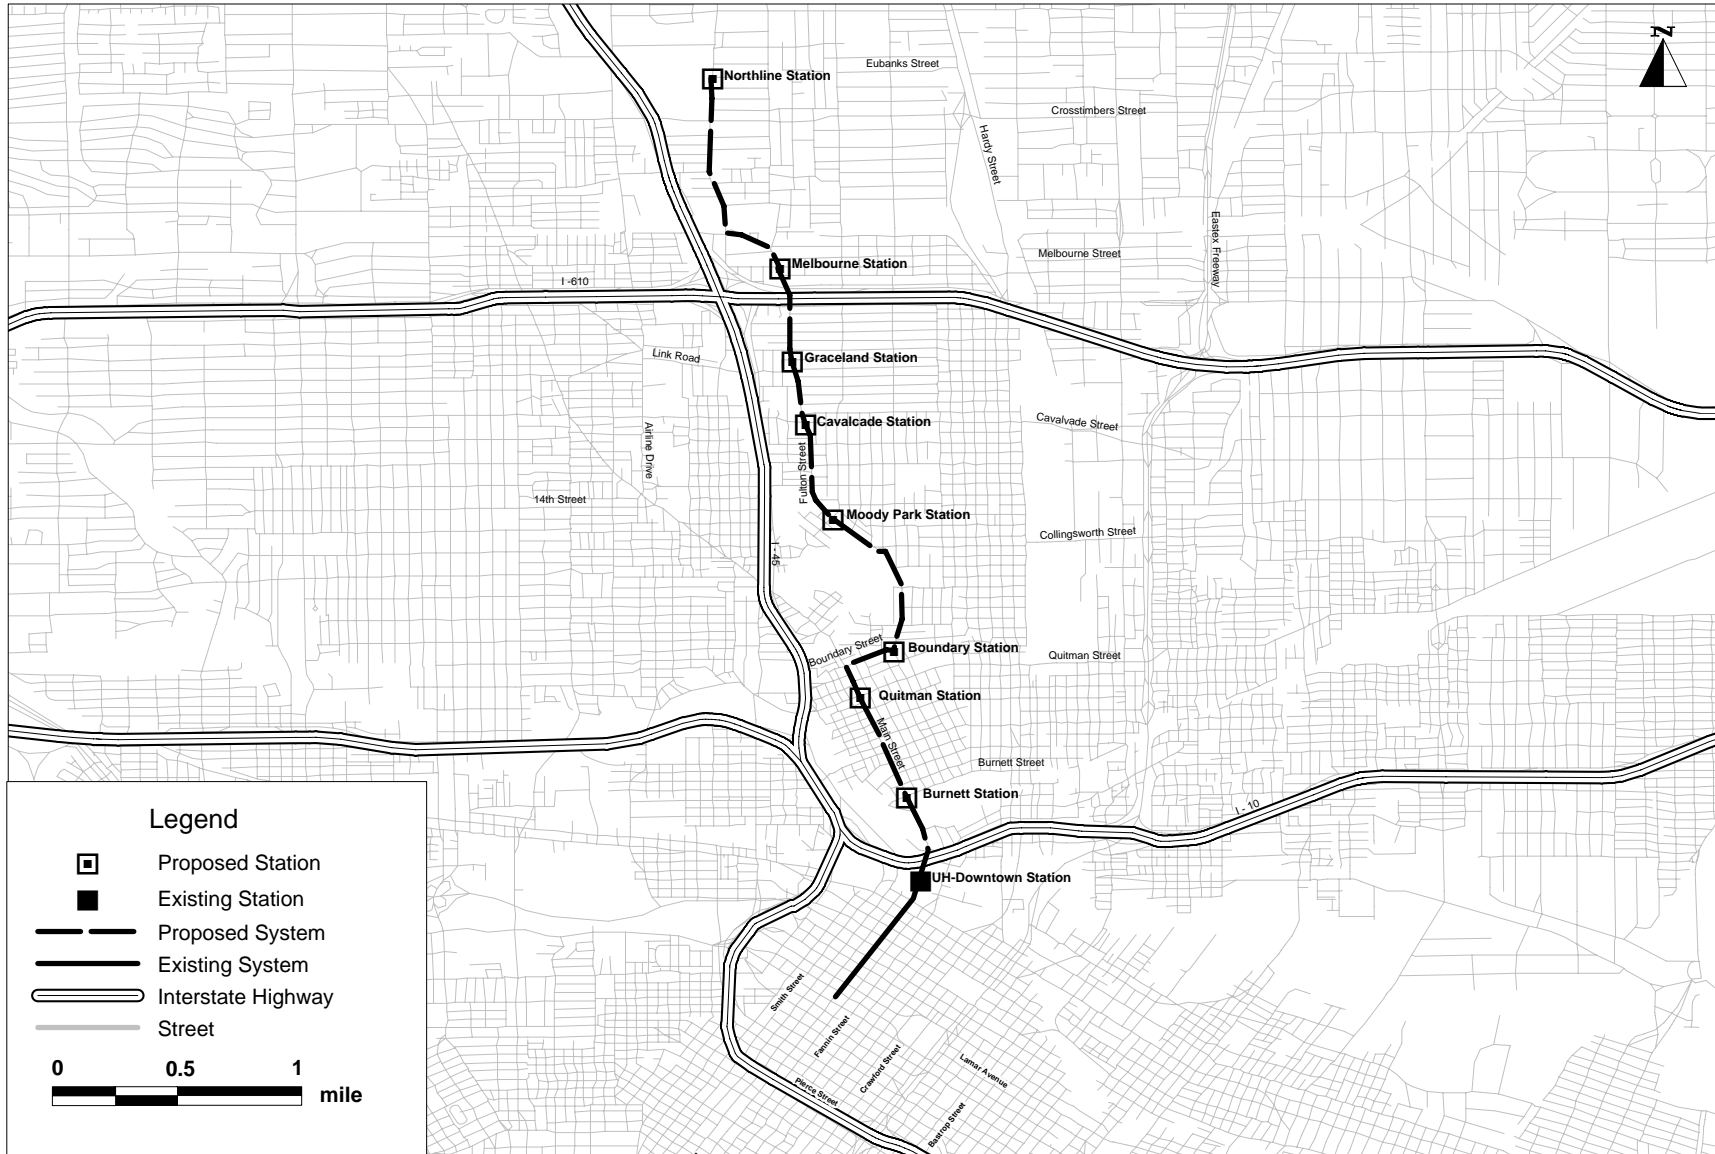 N
Northline Station
Eubanks Street
Crosstimbers Street
Hardy Street
Eastex Freeway
Melbourne Station
Melbourne Street
I -610
Link Road
Graceland Station
Cavalcade Station
Cavalvade Street
Airline Drive
Fulton Street
14th Street
Moody Park Station
Collingsworth Street
I - 45
Boundary Street
Boundary Station
Quitman Street
Quitman Station
Main Street
Burnett Street
Burnett Station
I - 10
UH-Downtown Station
Smith Street
Fannin Street
Crawford Street
Lamar Avenue
Pierce Street
Bastrop Street
Legend
Proposed Station
Existing Station
Proposed System
Existing System
Interstate Highway
Street
0 0.5 1
mile